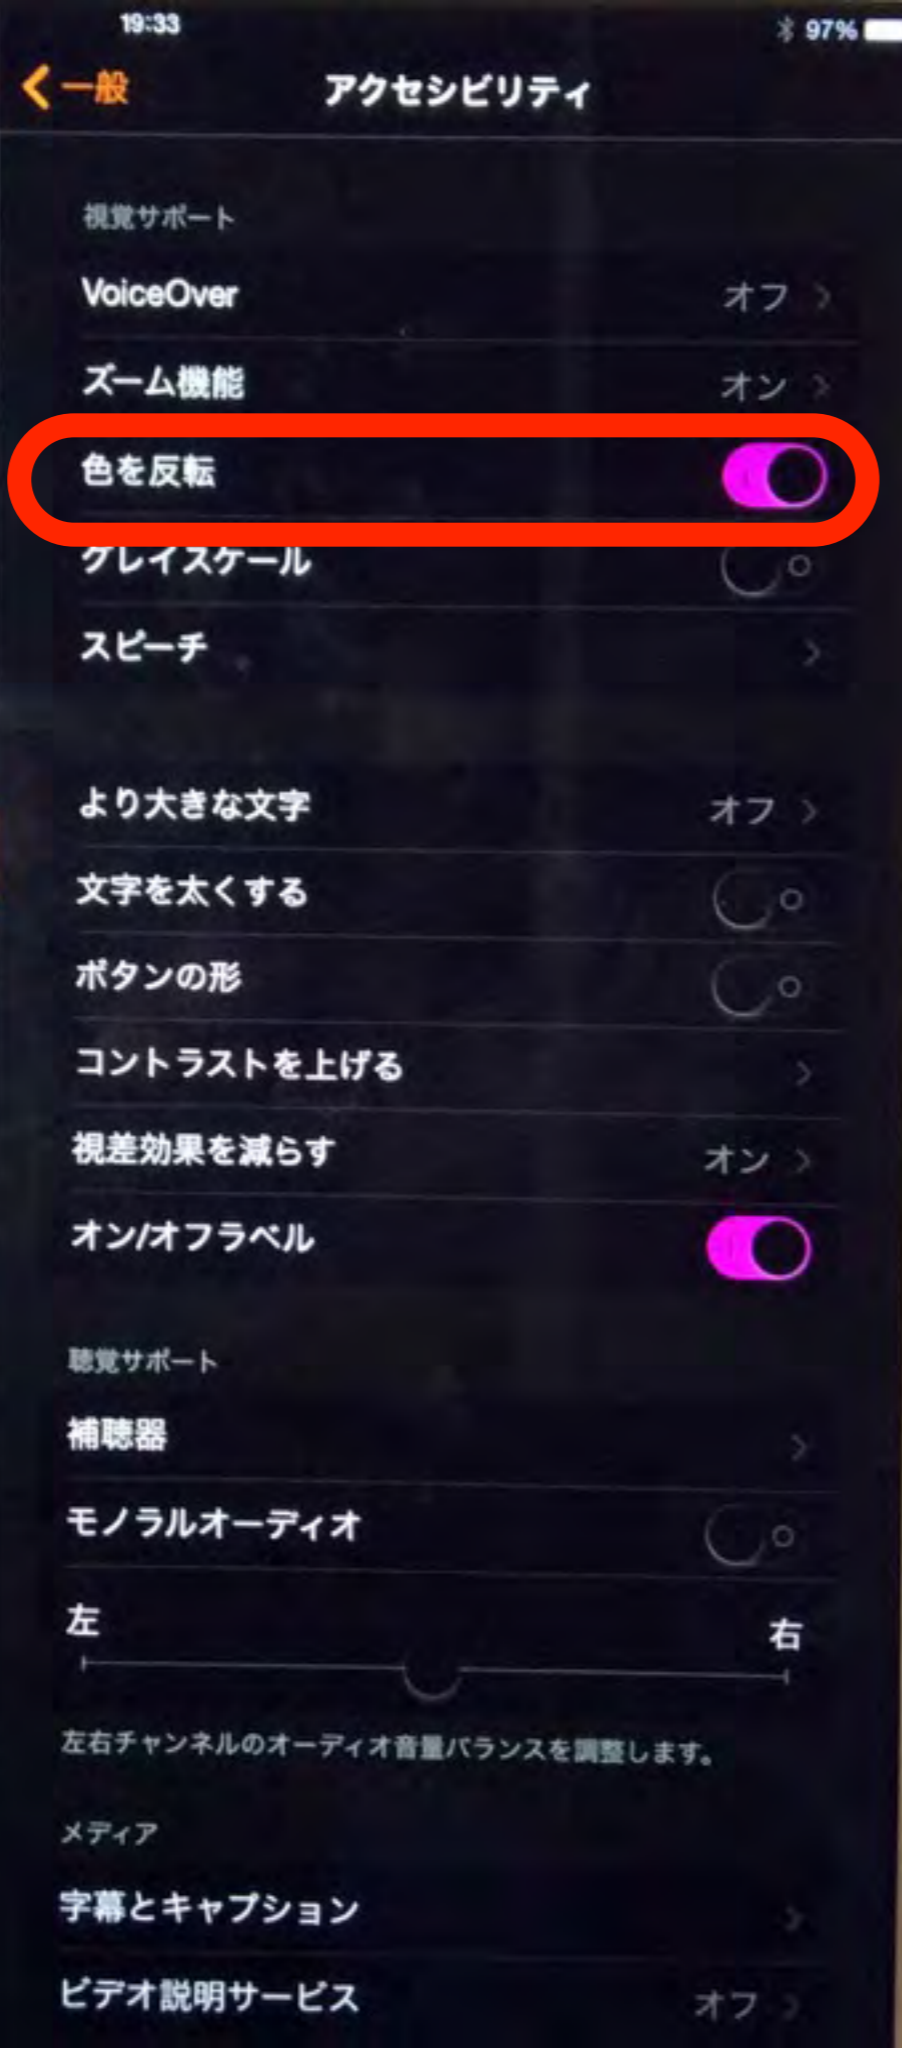 19:33
97%
一般
アクセシビリティ
視覚サポート
VoiceOver オフ
ズーム機能 オン
色を反転
グレイスケール
スピーチ
より大きな文字 オフ
文字を太くする
ボタンの形
コントラストを上げる
視差効果を減らす オン
オン/オフラベル
聴覚サポート
補聴器
モノラルオーディオ
左 右
左右チャンネルのオーディオ音量バランスを調整します。
メディア
字幕とキャプション
ビデオ説明サービス オフ